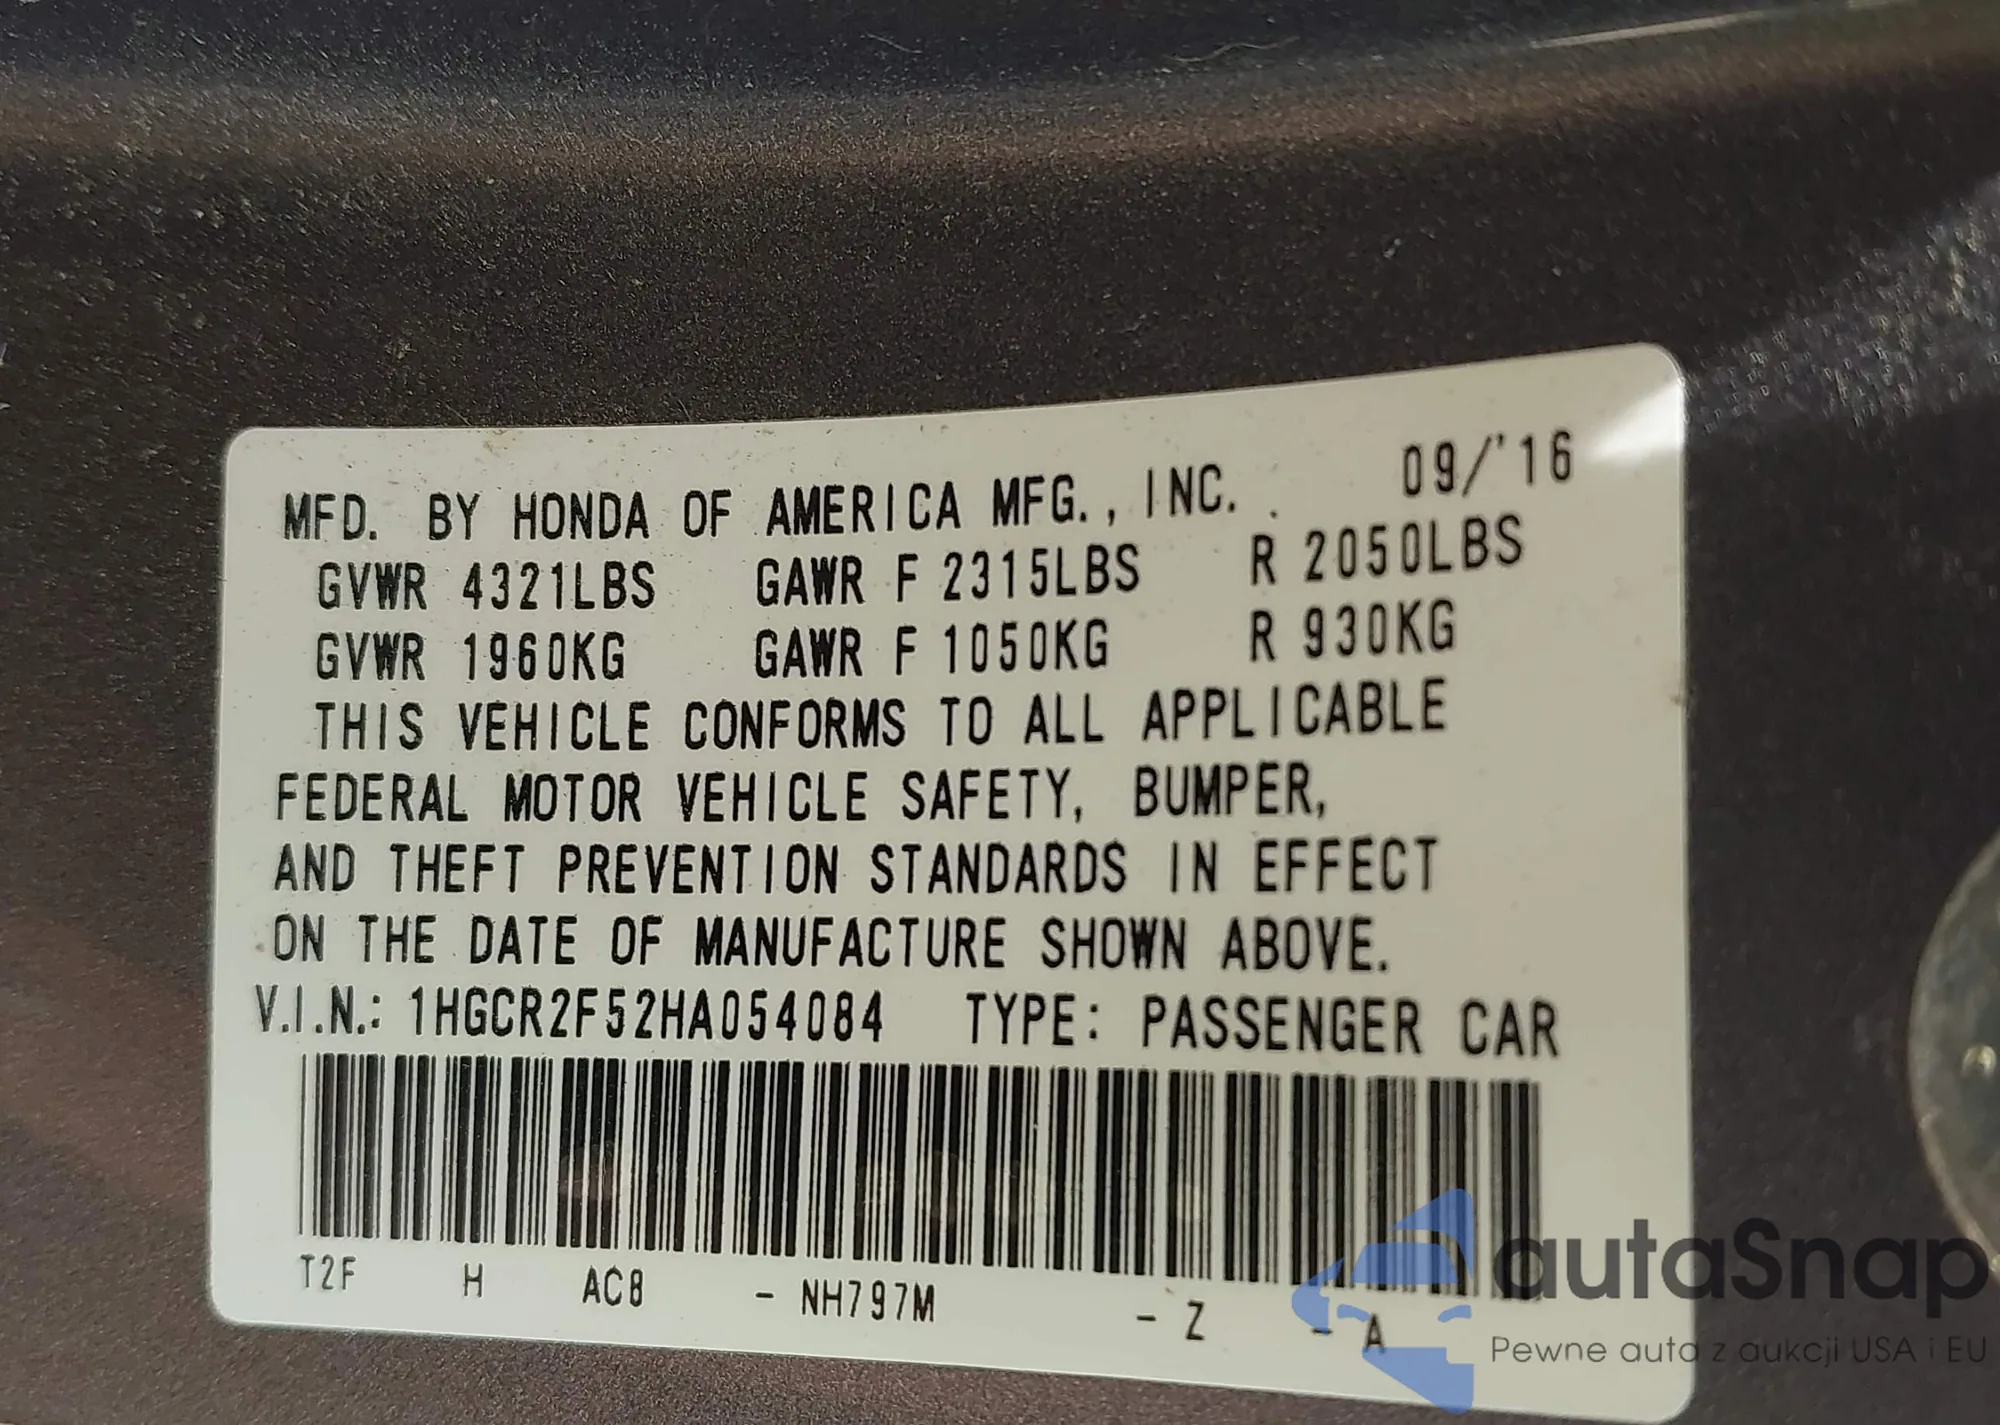 MFD. BY HONDA OF AMERICA MFG., INC. 09/'16
GVWR 4321LBS GAWR F 2315LBS R 2050LBS
GVWR 1960KG GAWR F 1050KG R 930KG
THIS VEHICLE CONFORMS TO ALL APPLICABLE
FEDERAL MOTOR VEHICLE SAFETY, BUMPER,
AND THEFT PREVENTION STANDARDS IN EFFECT
ON THE DATE OF MANUFACTURE SHOWN ABOVE.
V.I.N.: 1HGCR2F52HA054084 TYPE: PASSENGER CAR
T2F H AC8 - NH797M - Z - A
autaSnap
Pewne auta z aukcji USA i EU